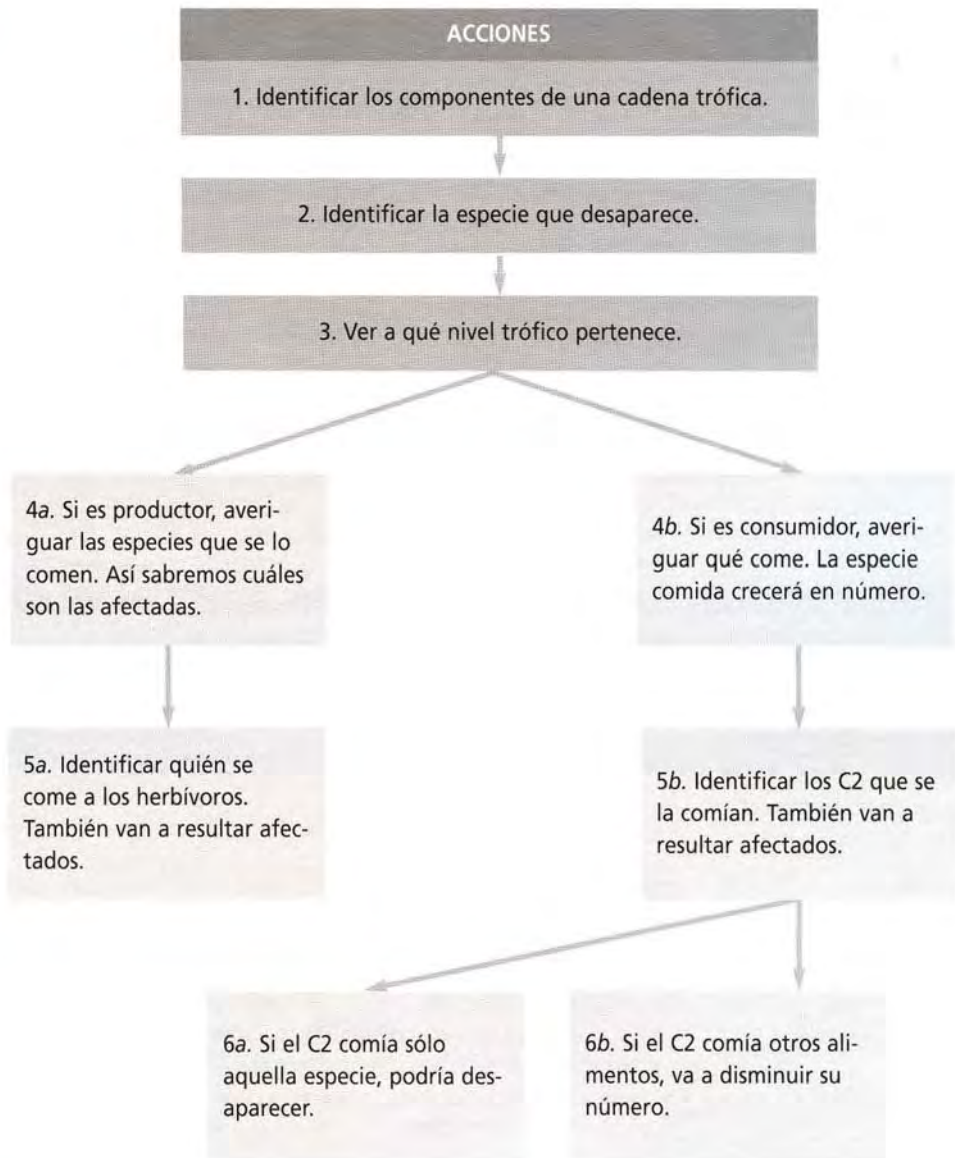 ACCIONES
1. Identificar los componentes de una cadena trófica.
2. Identificar la especie que desaparece.
3. Ver a qué nivel trófico pertenece.
4a. Si es productor, averi-
guar las especies que se lo
comen. Así sabremos cuáles
son las afectadas.
4b. Si es consumidor, averi-
guar qué come. La especie
comida crecerá en número.
5a. Identificar quién se
come a los herbívoros.
También van a resultar afec-
tados.
5b. Identificar los C2 que se
la comían. También van a
resultar afectados.
6a. Si el C2 comía sólo
aquella especie, podría des-
aparecer.
6b. Si el C2 comía otros ali-
mentos, va a disminuir su
número.